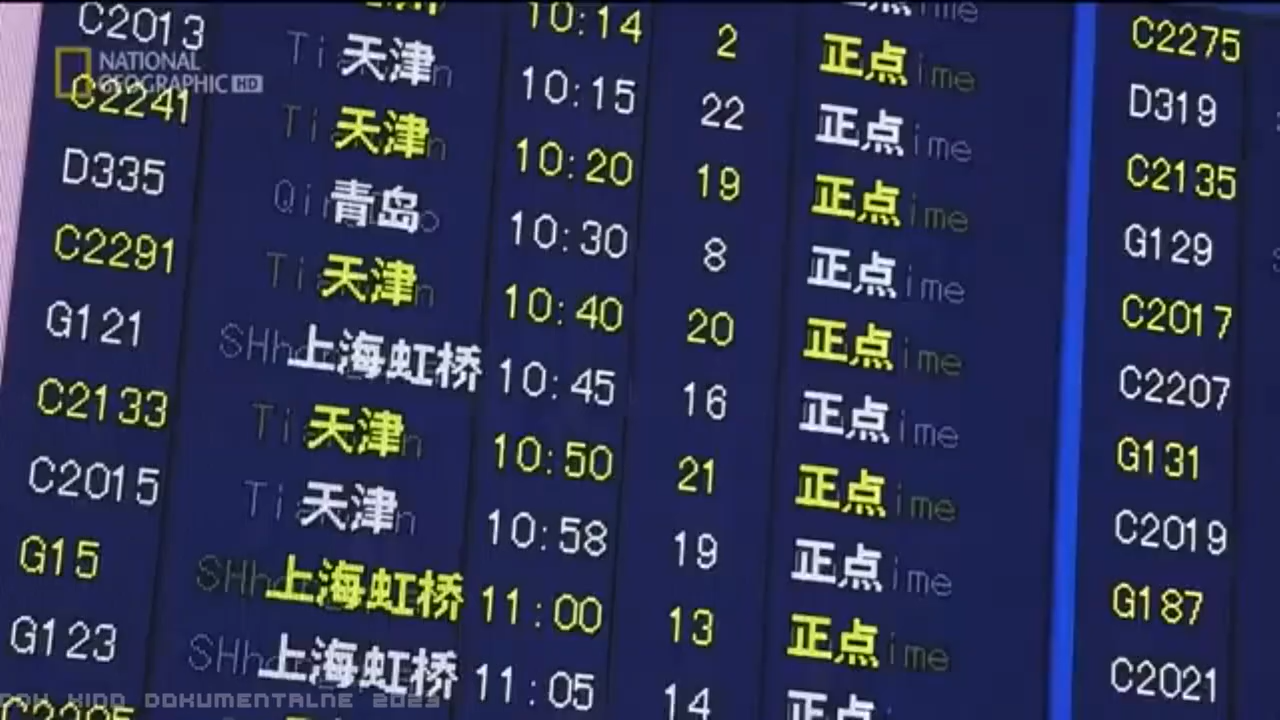 NATIONAL
GEOGRAPHIC HD
10:14 2 正点
C2013 天津 10:15 22 正点
C2241 天津 10:20 19 正点
D335 青岛 10:30 8 正点
C2291 天津 10:40 20 正点
G121 上海虹桥 10:45 16 正点
C2133 天津 10:50 21 正点
C2015 天津 10:58 19 正点
G15 上海虹桥 11:00 13 正点
G123 上海虹桥 11:05 14 正点
C2275
D319
C2135
G129
C2017
C2207
G131
C2019
G187
C2021
DOKUMENTALNE 2023